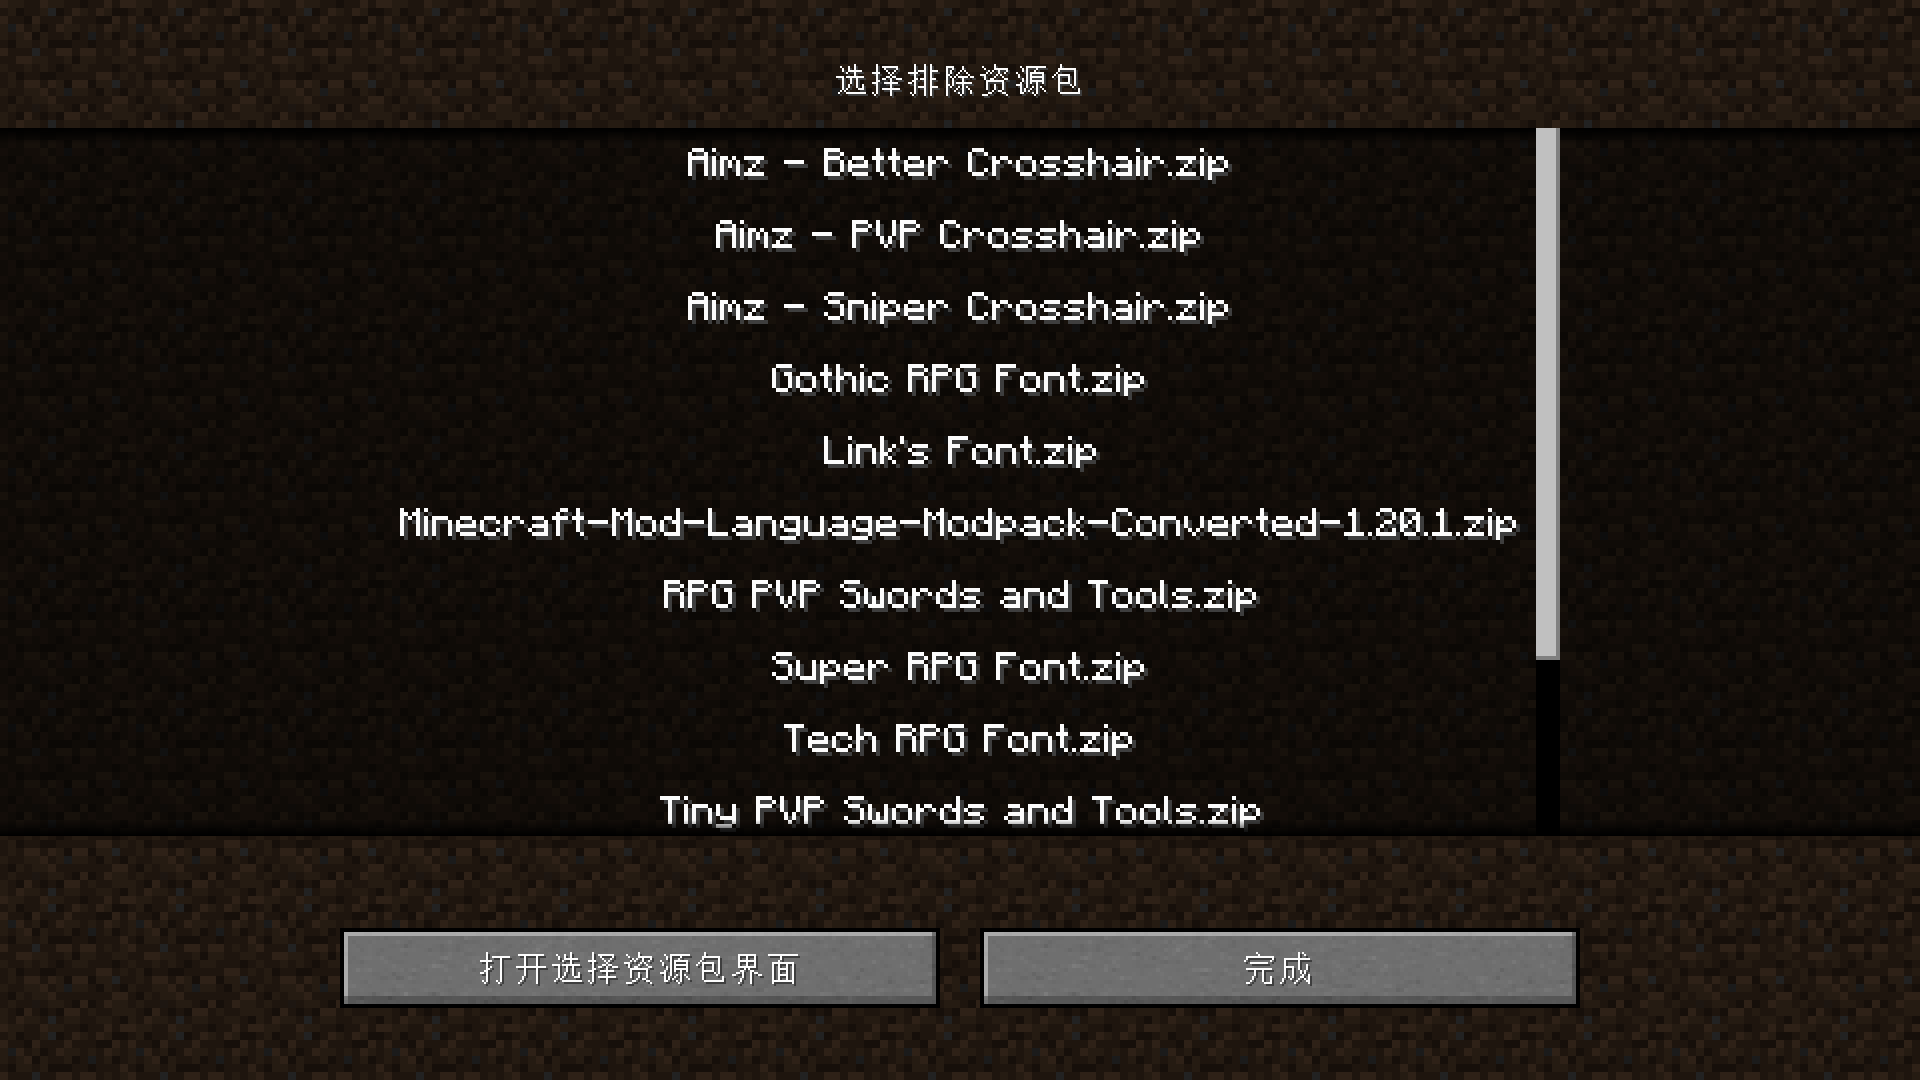 选择排除资源包
Aimz - Better Crosshair.zip
Aimz - PVP Crosshair.zip
Aimz - Sniper Crosshair.zip
Gothic RPG Font.zip
Link's Font.zip
Minecraft-Mod-Language-Modpack-Converted-1.20.1.zip
RPG PVP Swords and Tools.zip
Super RPG Font.zip
Tech RPG Font.zip
Tiny PVP Swords and Tools.zip
打开选择资源包界面
完成